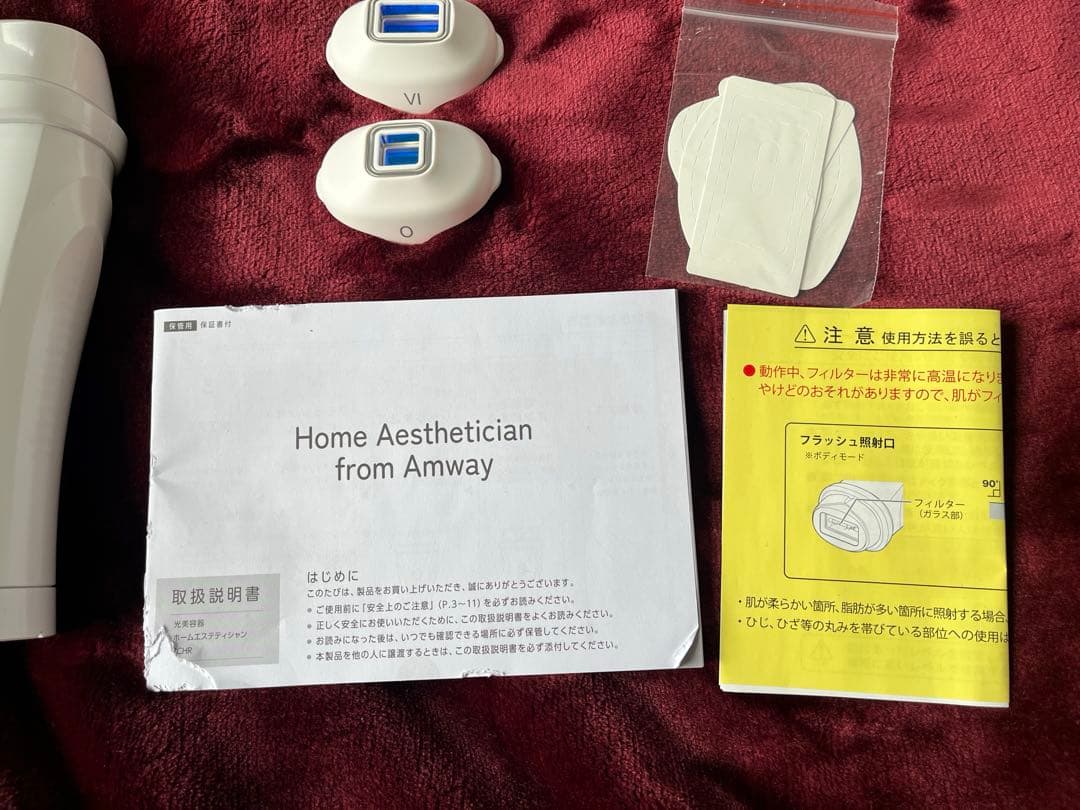 VI
O
保管用 保証書付
Home Aesthetician
from Amway
取扱説明書
光美容器
ホームエステティシャン
CHR
はじめに
このたびは、製品をお買い上げいただき、誠にありがとうございます。
● ご使用前に「安全上のご注意」(P.3〜11)を必ずお読みください。
● 正しく安全にお使いいただくために、この取扱説明書をよくお読みください。
● お読みになった後は、いつでも確認できる場所に必ず保管してください。
● 本製品を他の人に譲渡するときは、この取扱説明書を必ず添付してください。
⚠ 注意 使用方法を誤ると
● 動作中、フィルターは非常に高温になりま
やけどのおそれがありますので、肌がフィ
フラッシュ照射口
※ボディモード
90°
フィルター
(ガラス部)
・肌が柔らかい箇所、脂肪が多い箇所に照射する場合、
・ひじ、ひざ等の丸みを帯びている部位への使用は